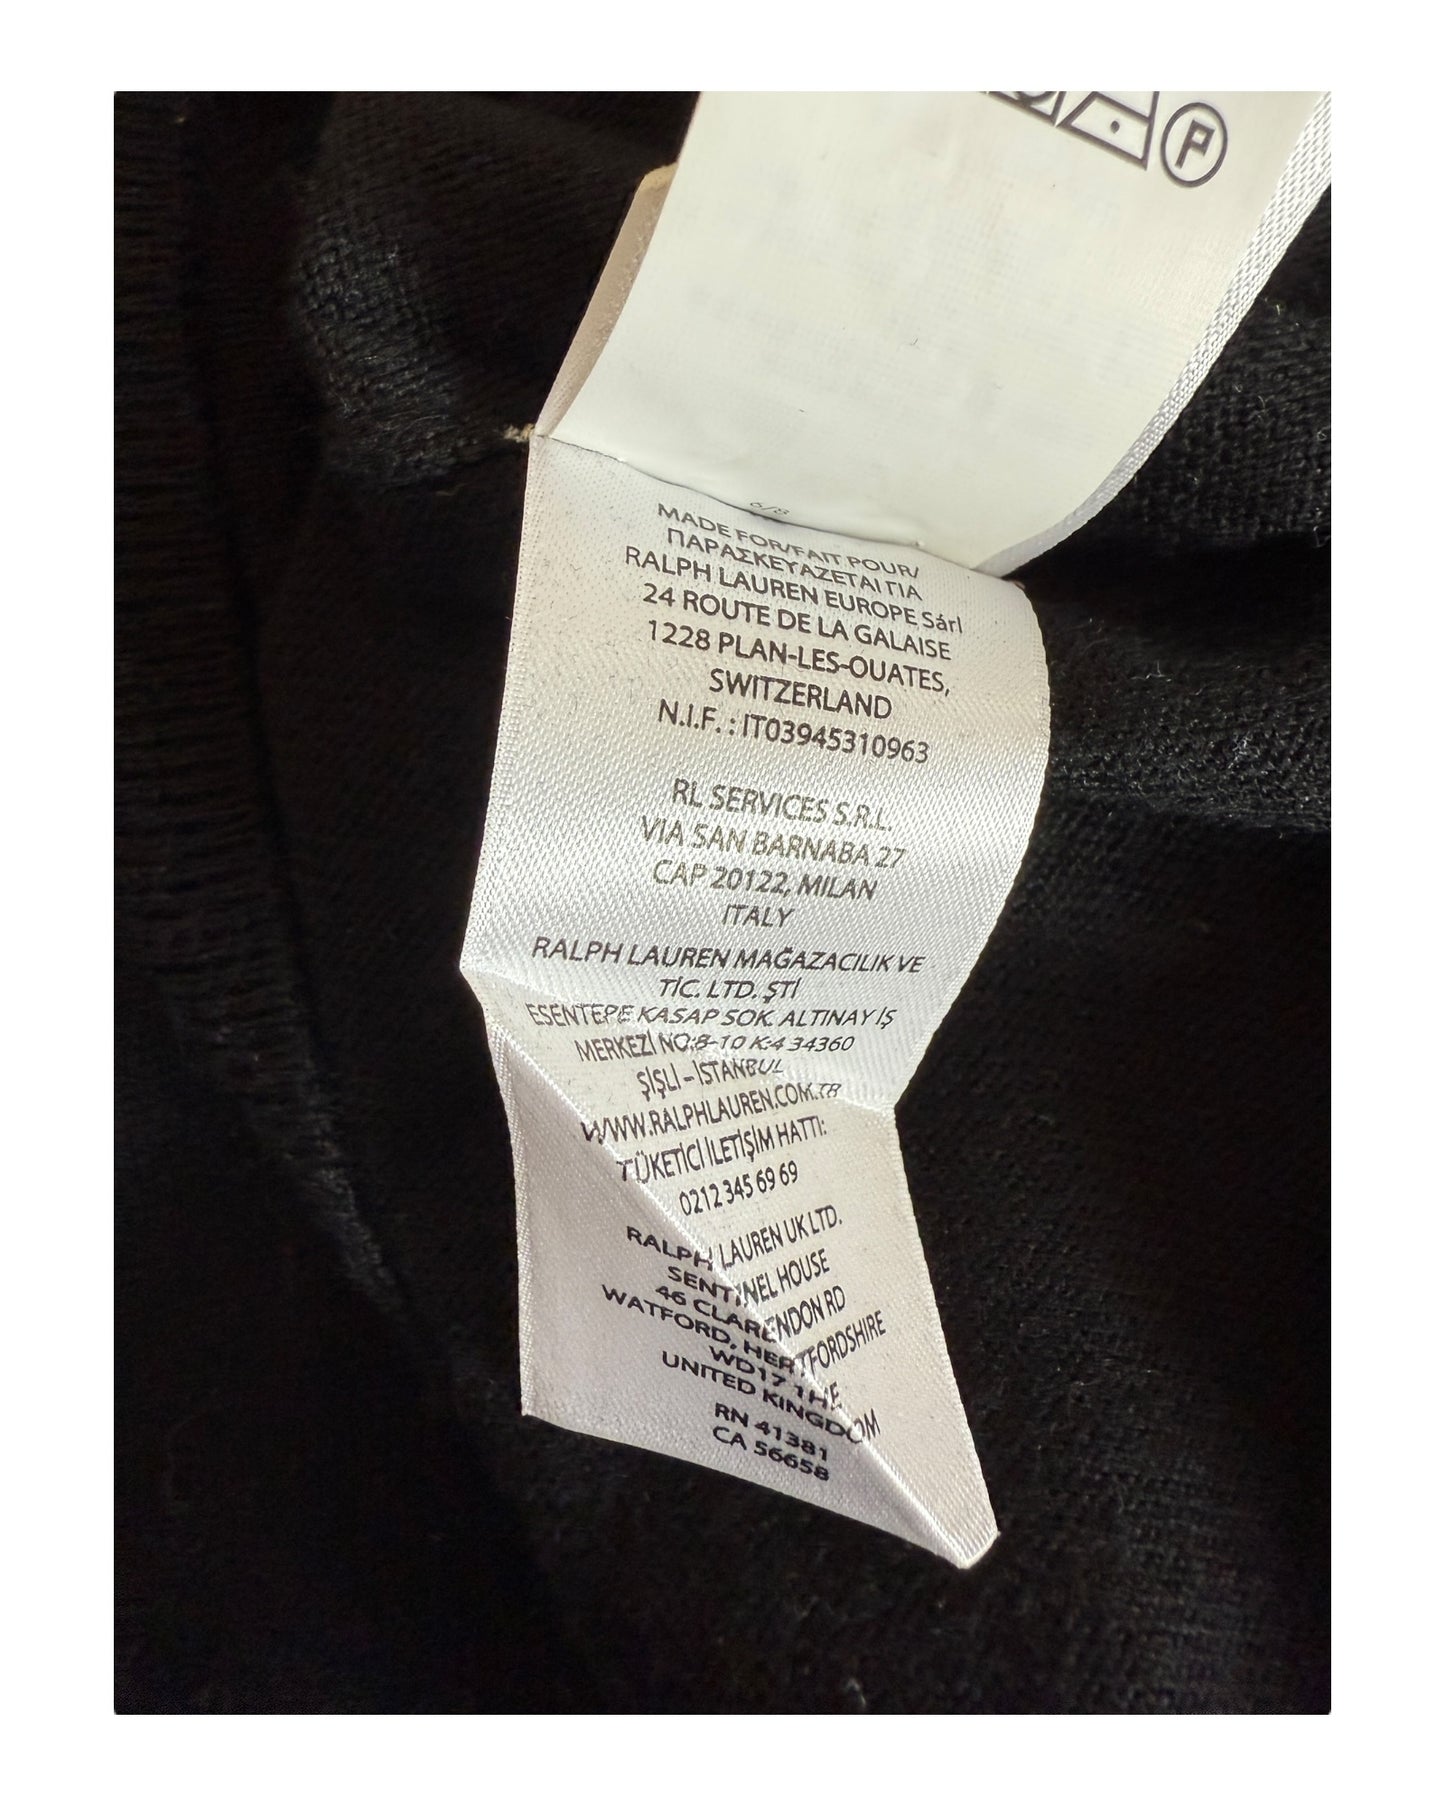 P
6/8
MADE FOR/FAIT POUR/
ΠΑΡΑΣΚΕΥΑΖΕΤΑΙ ΓΙΑ
RALPH LAUREN EUROPE Sárl
24 ROUTE DE LA GALAISE
1228 PLAN-LES-OUATES,
SWITZERLAND
N.I.F. : IT03945310963
RL SERVICES S.R.L.
VIA SAN BARNABA 27
CAP 20122, MILAN
ITALY
RALPH LAUREN MAĞAZACILIK VE
TİC. LTD. ŞTİ
ESENTEPE KASAP SOK. ALTINAY İŞ
MERKEZİ NO:8-10 K:4 34360
ŞİŞLİ – İSTANBUL
WWW.RALPHLAUREN.COM.TR
TÜKETİCİ İLETİŞİM HATTI:
0212 345 69 69
RALPH LAUREN UK LTD.
SENTINEL HOUSE
46 CLARENDON RD
WATFORD, HERTFORDSHIRE
WD17 1HE
UNITED KINGDOM
RN 41381
CA 56658